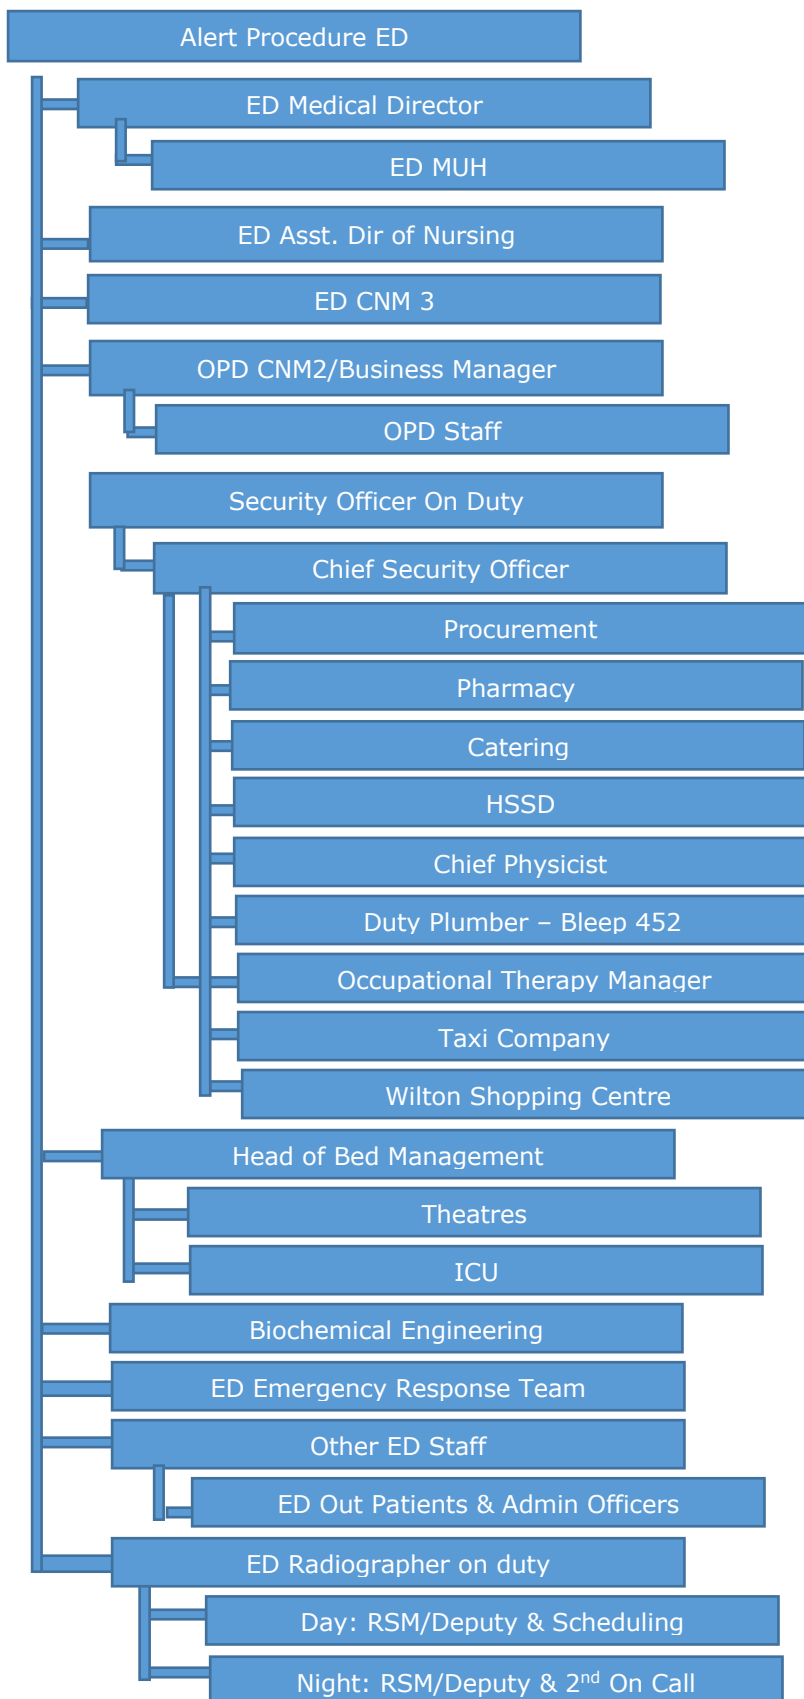 Alert Procedure ED
ED Medical Director
ED MUH
ED Asst. Dir of Nursing
ED CNM 3
OPD CNM2/Business Manager
OPD Staff
Security Officer On Duty
Chief Security Officer
Procurement
Pharmacy
Catering
HSSD
Chief Physicist
Duty Plumber – Bleep 452
Occupational Therapy Manager
Taxi Company
Wilton Shopping Centre
Head of Bed Management
Theatres
ICU
Biochemical Engineering
ED Emergency Response Team
Other ED Staff
ED Out Patients & Admin Officers
ED Radiographer on duty
Day: RSM/Deputy & Scheduling
Night: RSM/Deputy & 2nd On Call